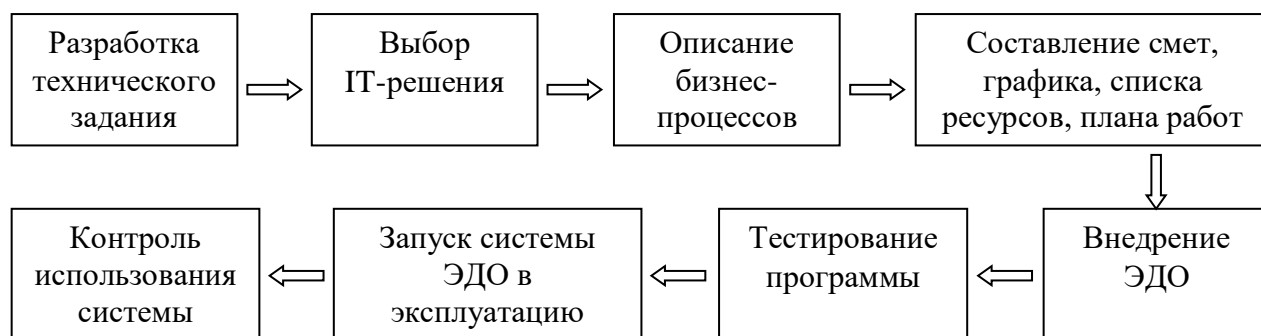 Разработка
технического
задания
Выбор
IT-решения
Описание
бизнес-
процессов
Составление смет,
графика, списка
ресурсов, плана работ
Внедрение
ЭДО
Тестирование
программы
Запуск системы
ЭДО в
эксплуатацию
Контроль
использования
системы